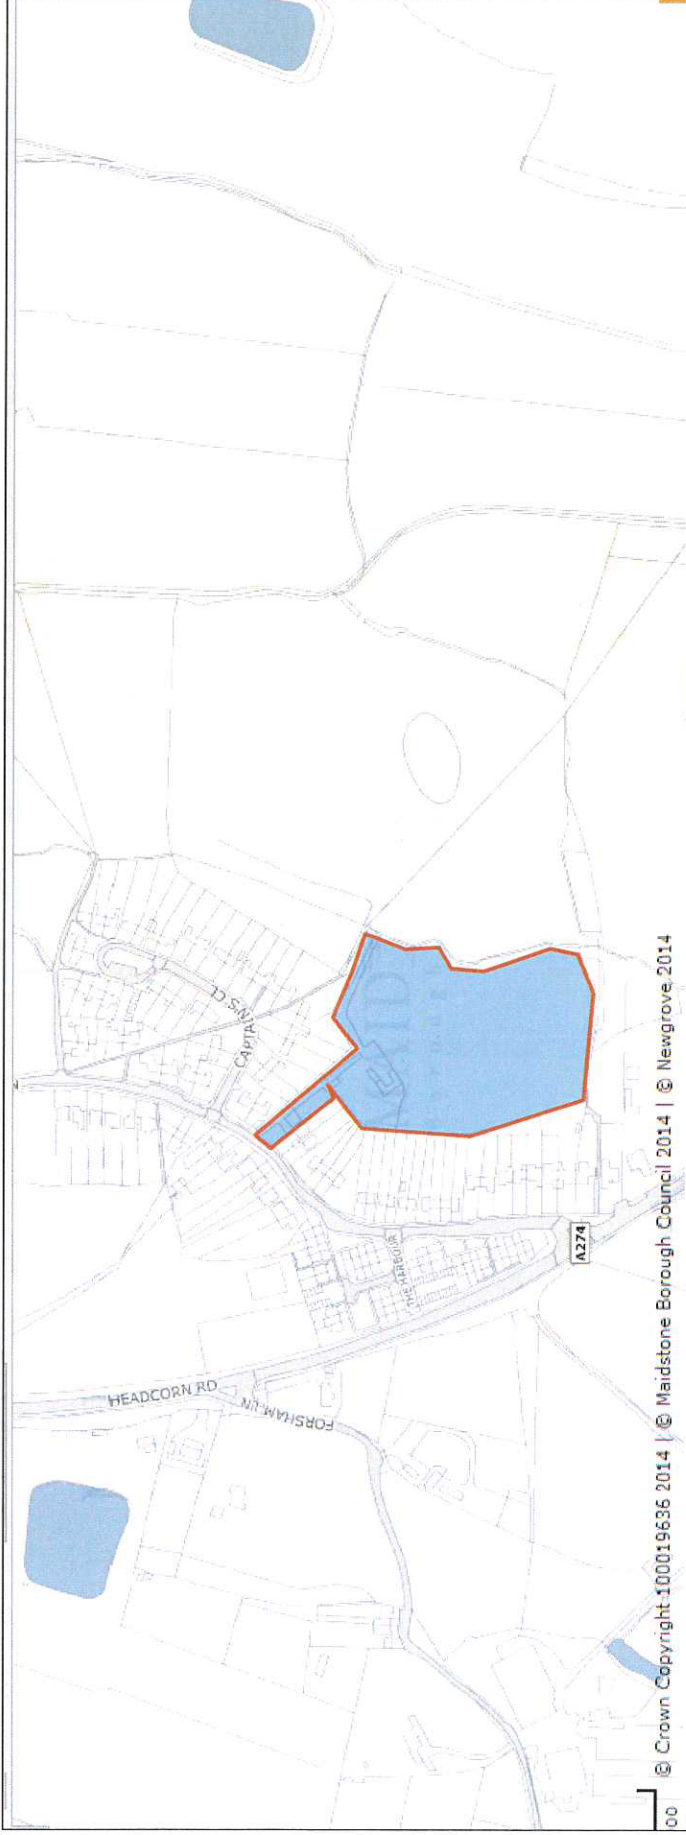 HEADCORN RD
FORSHAM LN
THE HARBOUR
CAPTAIN'S CL
A274
00
© Crown Copyright 100019636 2014 | © Maidstone Borough Council 2014 | © Newgrove 2014